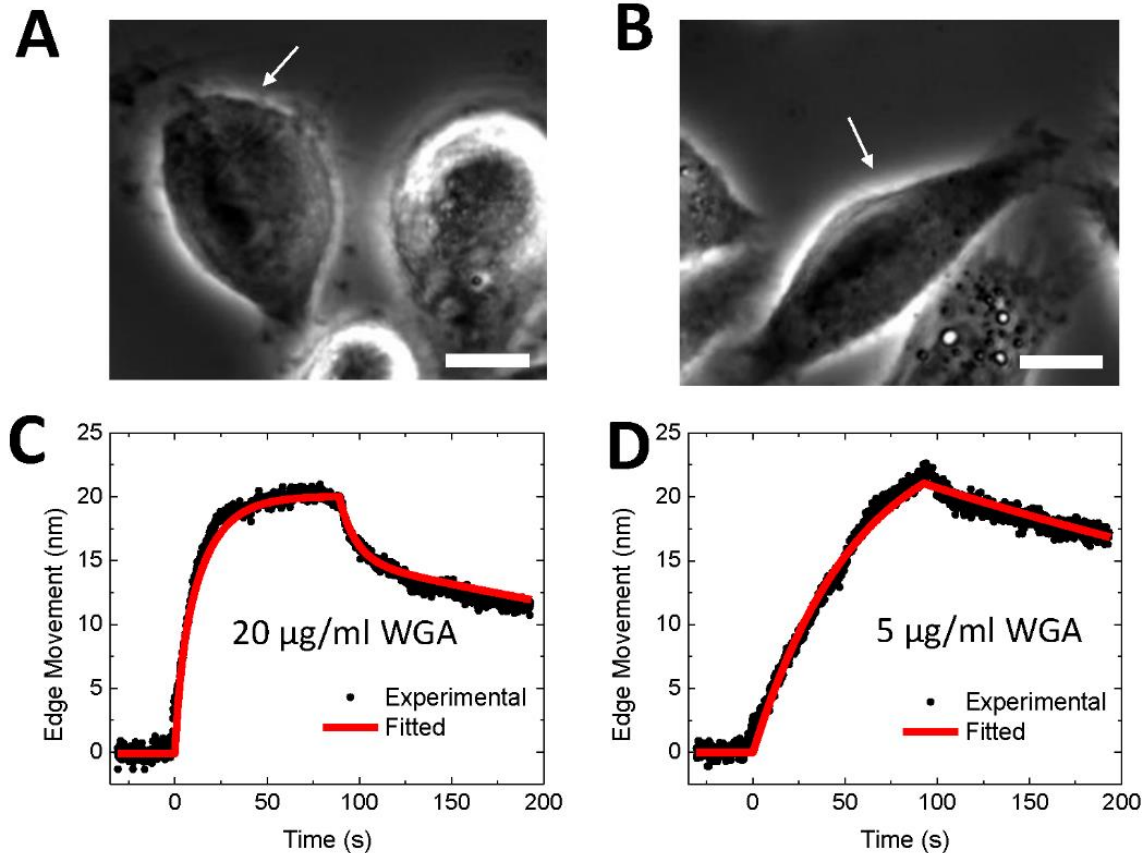 A
B
C
25
20
15
10
5
0
Edge Movement (nm)
20 µg/ml WGA
Experimental
Fitted
0 50 100 150 200
Time (s)
D
25
20
15
10
5
0
Edge Movement (nm)
5 µg/ml WGA
Experimental
Fitted
0 50 100 150 200
Time (s)